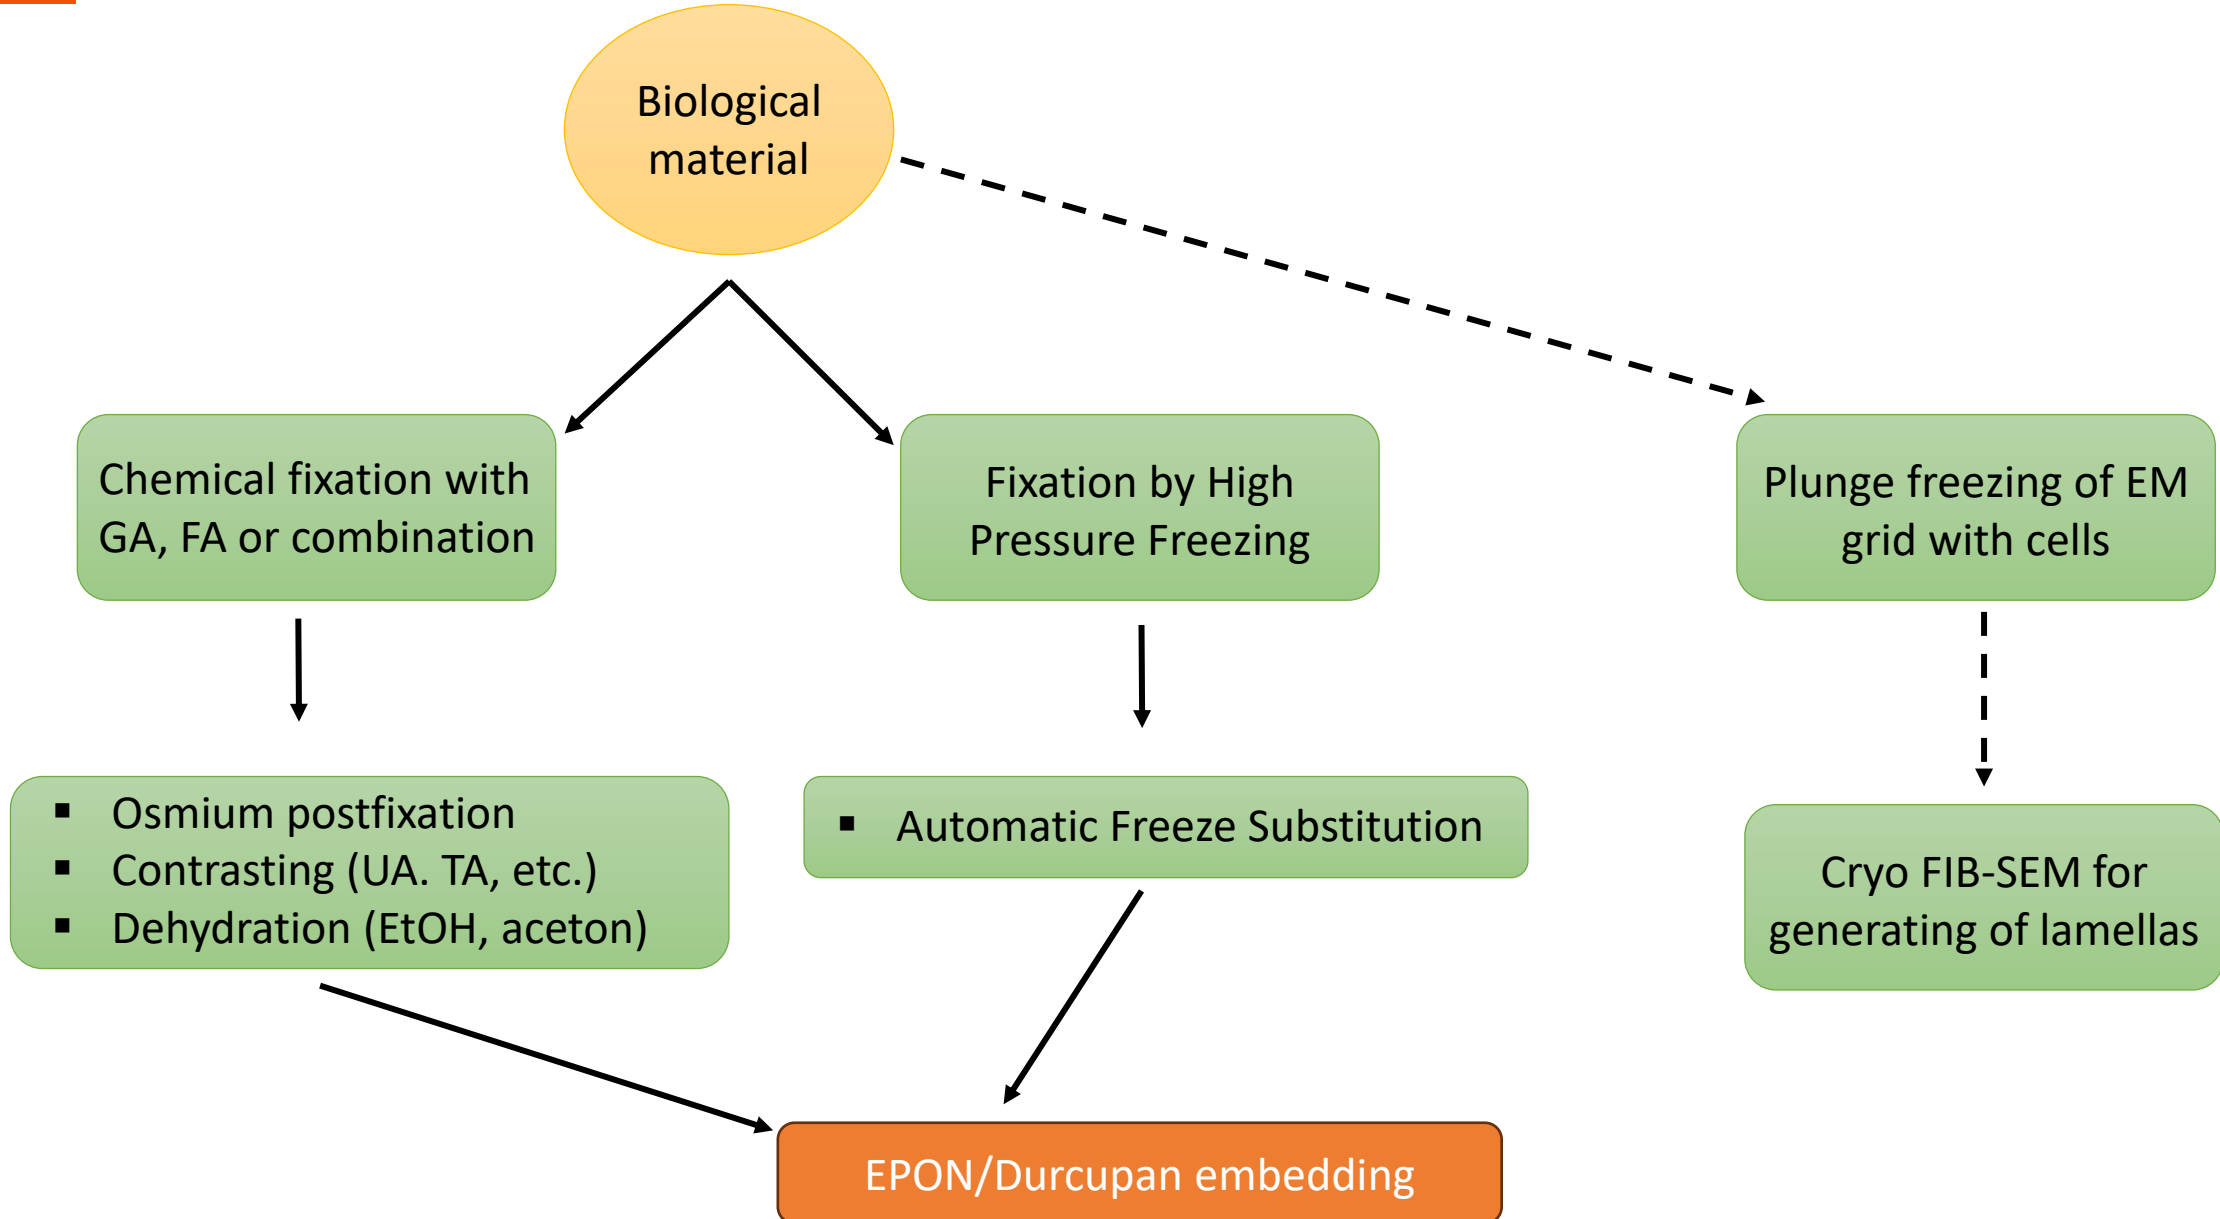 Biological
material
Chemical fixation with
GA, FA or combination
Fixation by High
Pressure Freezing
Plunge freezing of EM
grid with cells
▪ Osmium postfixation
▪ Contrasting (UA. TA, etc.)
▪ Dehydration (EtOH, aceton)
▪ Automatic Freeze Substitution
Cryo FIB-SEM for
generating of lamellas
EPON/Durcupan embedding